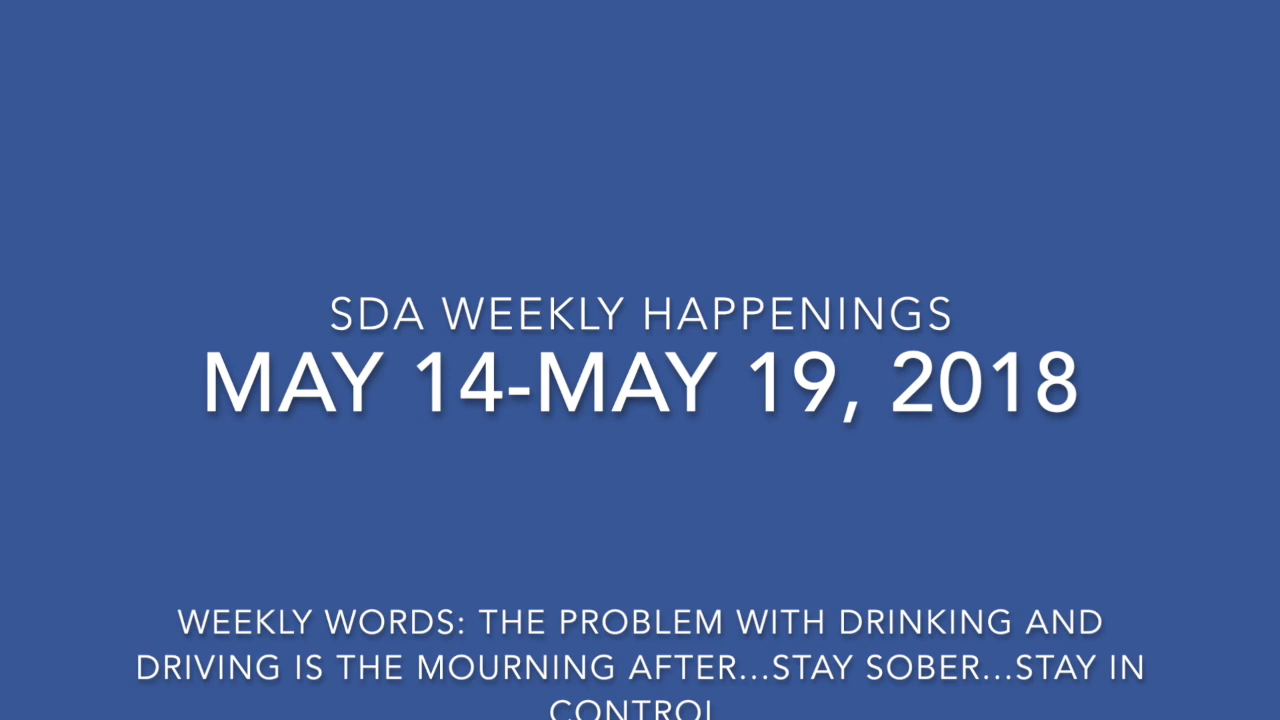 SDA WEEKLY HAPPENINGS
MAY 14-MAY 19, 2018
WEEKLY WORDS: THE PROBLEM WITH DRINKING AND
DRIVING IS THE MOURNING AFTER...STAY SOBER...STAY IN
CONTROL